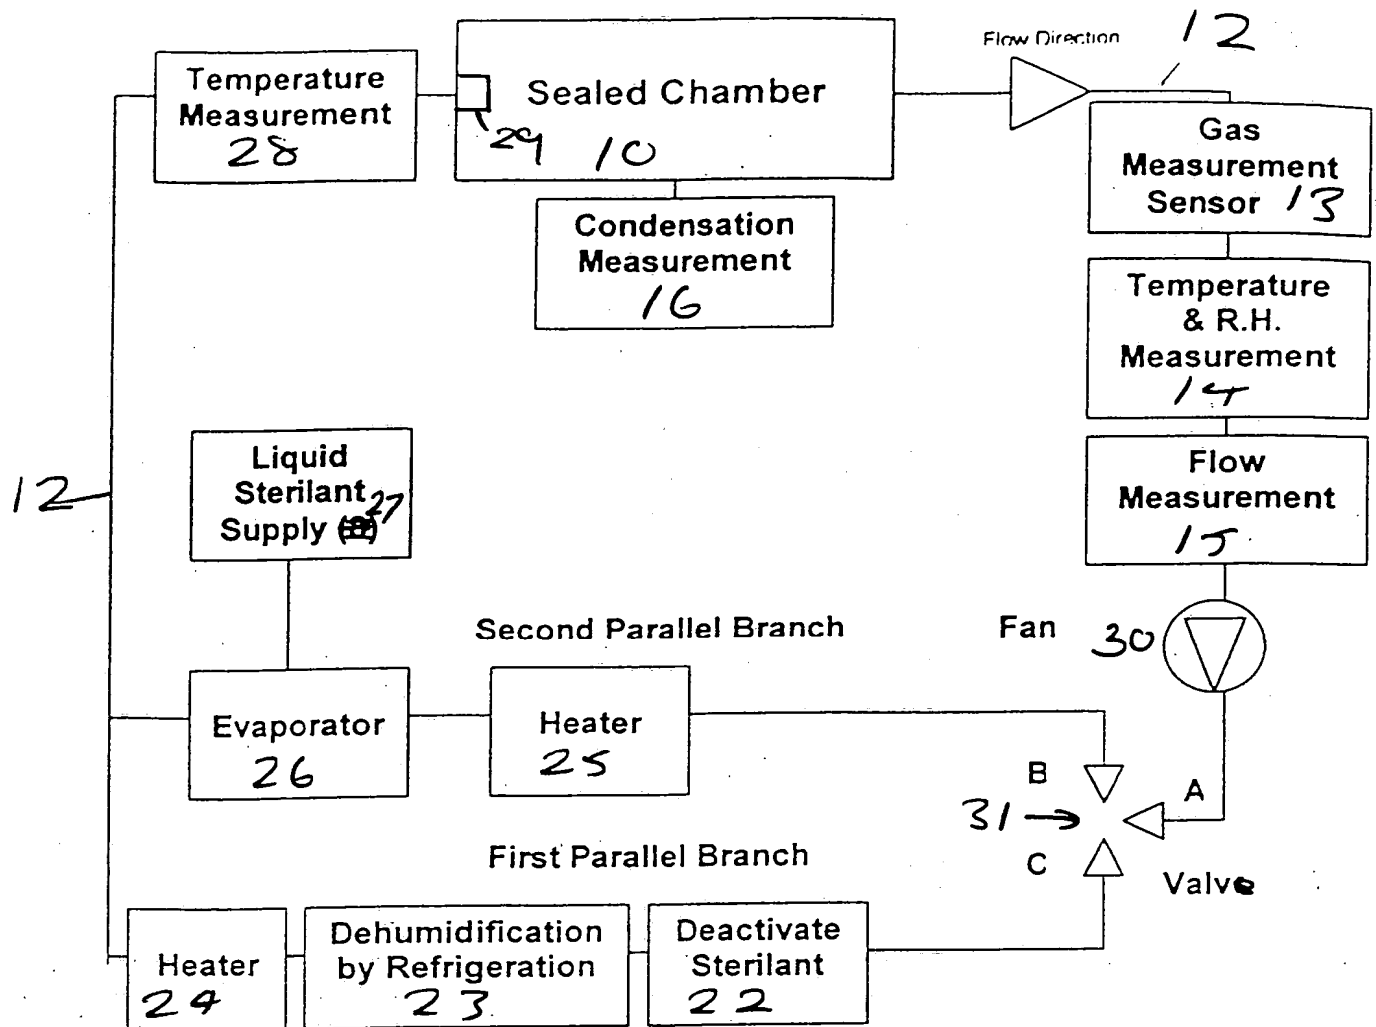 Flow Direction
12
Temperature
Measurement
28
Sealed Chamber
29
10
Gas
Measurement
Sensor 13
Condensation
Measurement
16
Temperature
& R.H.
Measurement
14
Liquid
Sterilant
Supply 27
12
Flow
Measurement
15
Second Parallel Branch
Fan
30
Evaporator
26
Heater
25
B
A
31
C
Valve
First Parallel Branch
Heater
24
Dehumidification
by Refrigeration
23
Deactivate
Sterilant
22